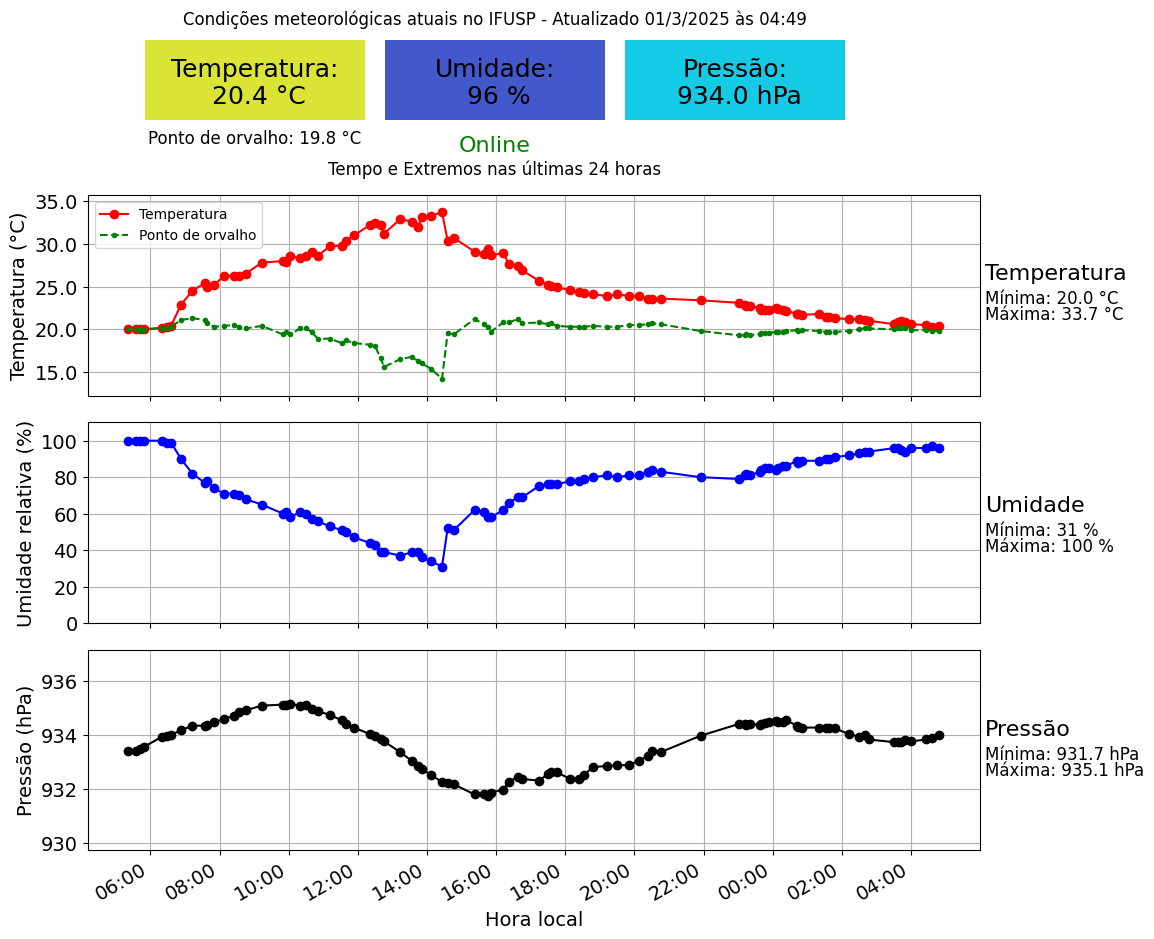 Condições meteorológicas atuais no IFUSP - Atualizado 01/3/2025 às 04:49
Temperatura:
20.4 °C
Umidade:
96 %
Pressão:
934.0 hPa
Ponto de orvalho: 19.8 °C
Online
Tempo e Extremos nas últimas 24 horas
Temperatura (°C)
35.0
30.0
25.0
20.0
15.0
Temperatura
Ponto de orvalho
Temperatura
Mínima: 20.0 °C
Máxima: 33.7 °C
Umidade relativa (%)
100
80
60
40
20
0
Umidade
Mínima: 31 %
Máxima: 100 %
Pressão (hPa)
936
934
932
930
Pressão
Mínima: 931.7 hPa
Máxima: 935.1 hPa
06:00
08:00
10:00
12:00
14:00
16:00
18:00
20:00
22:00
00:00
02:00
04:00
Hora local